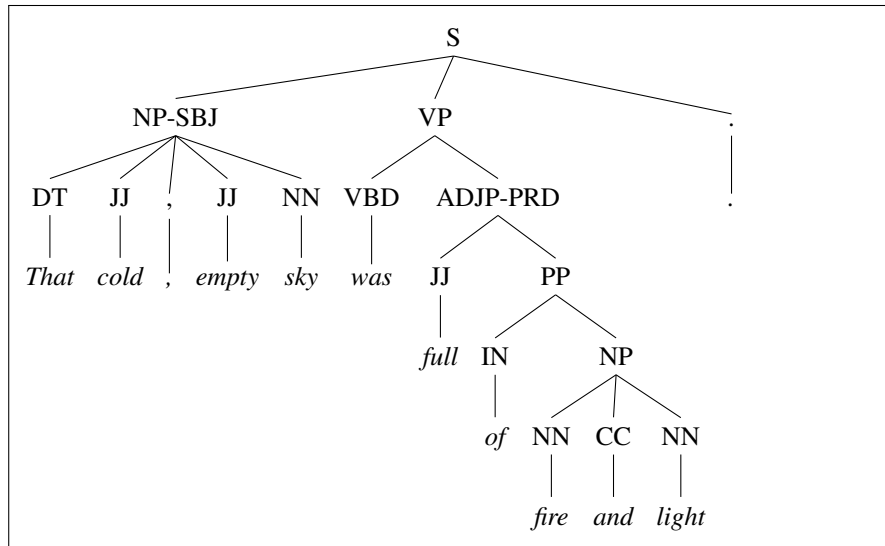 S
NP-SBJ VP .
DT JJ , JJ NN VBD ADJP-PRD .
That cold , empty sky was JJ PP
full IN NP
of NN CC NN
fire and light